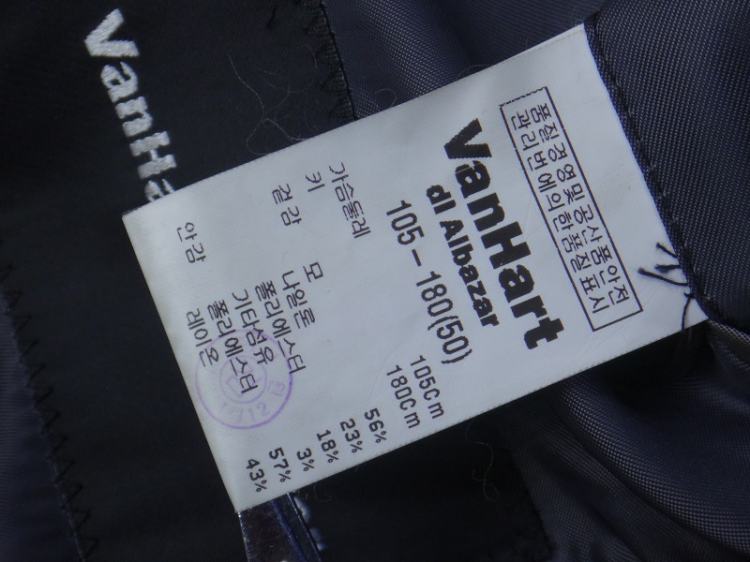 VanHa
품질경영및 공산품안전
관리법에의한품질표시
VanHart
di Albazar
105-180(50)
가슴둘레 105Cm
키 180Cm
겉감 모 56%
나일론 23%
폴리에스터 18%
기타섬유 3%
안감 폴리에스터 57%
레이온 43%